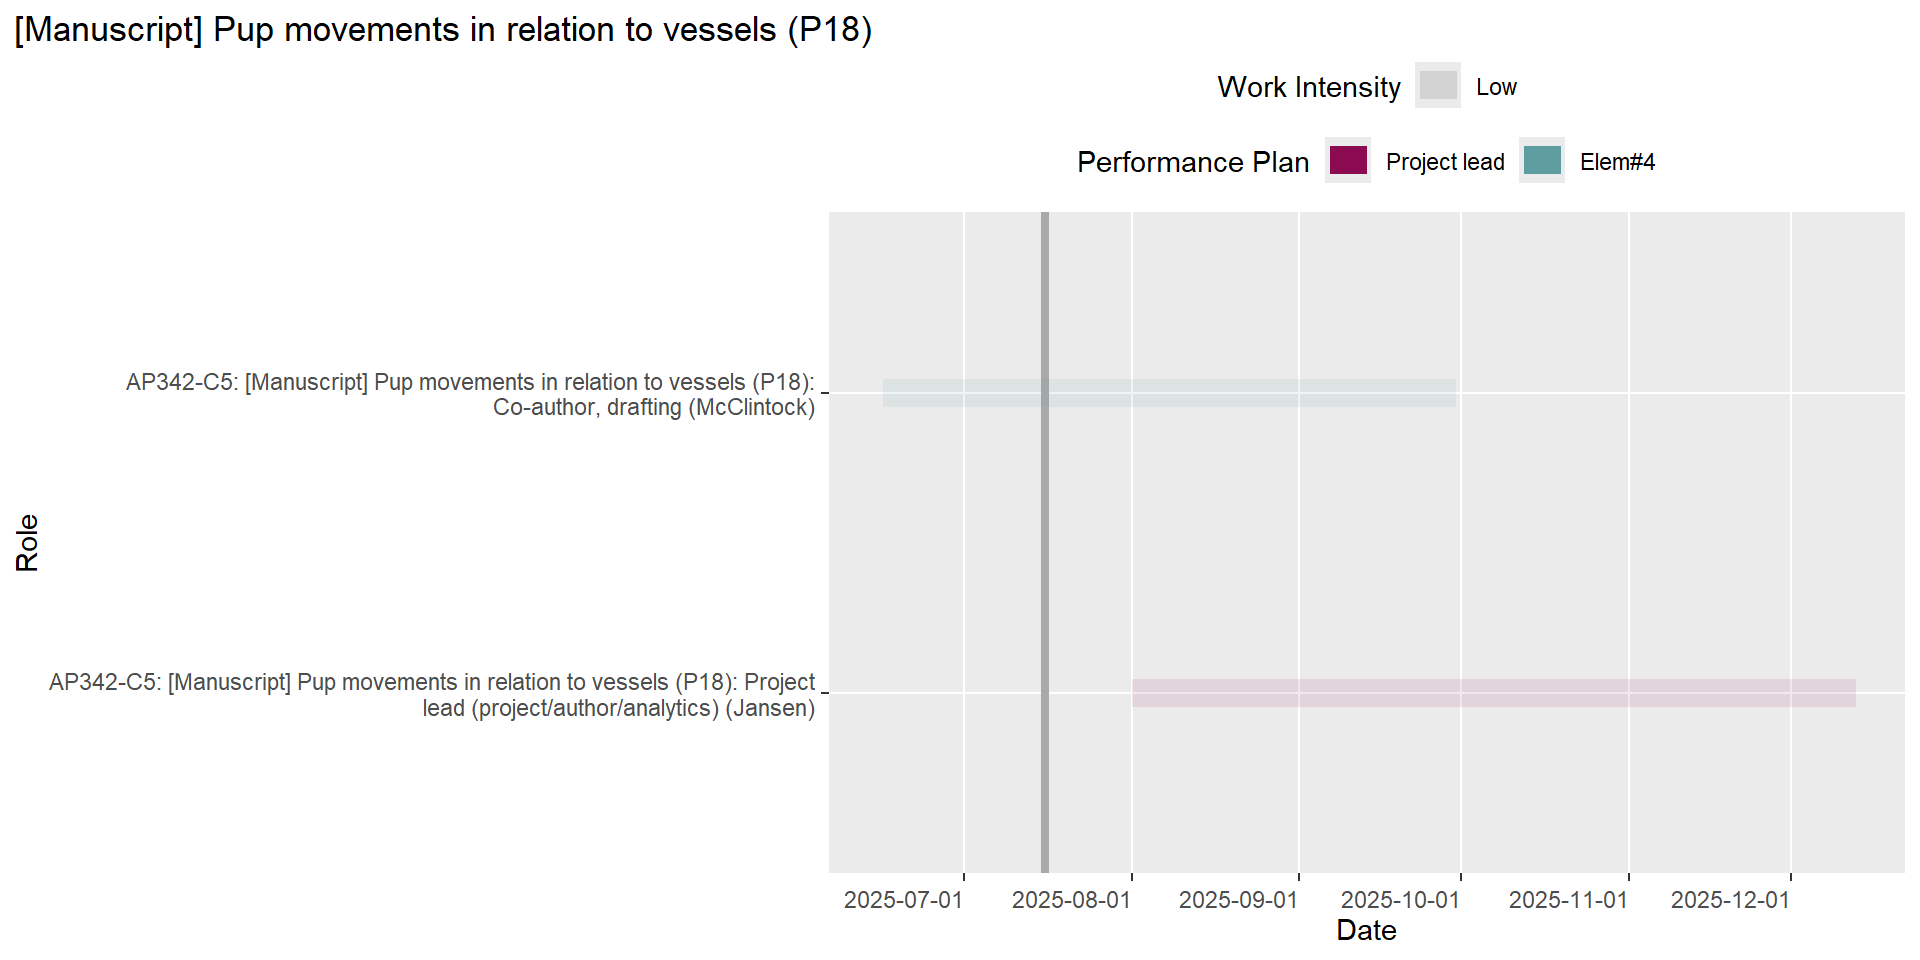 [Manuscript] Pup movements in relation to vessels (P18)
Work Intensity Low
Performance Plan Project lead Elem#4
Role
AP342-C5: [Manuscript] Pup movements in relation to vessels (P18):
Co-author, drafting (McClintock)
AP342-C5: [Manuscript] Pup movements in relation to vessels (P18): Project
lead (project/author/analytics) (Jansen)
2025-07-01 2025-08-01 2025-09-01 2025-10-01 2025-11-01 2025-12-01
Date